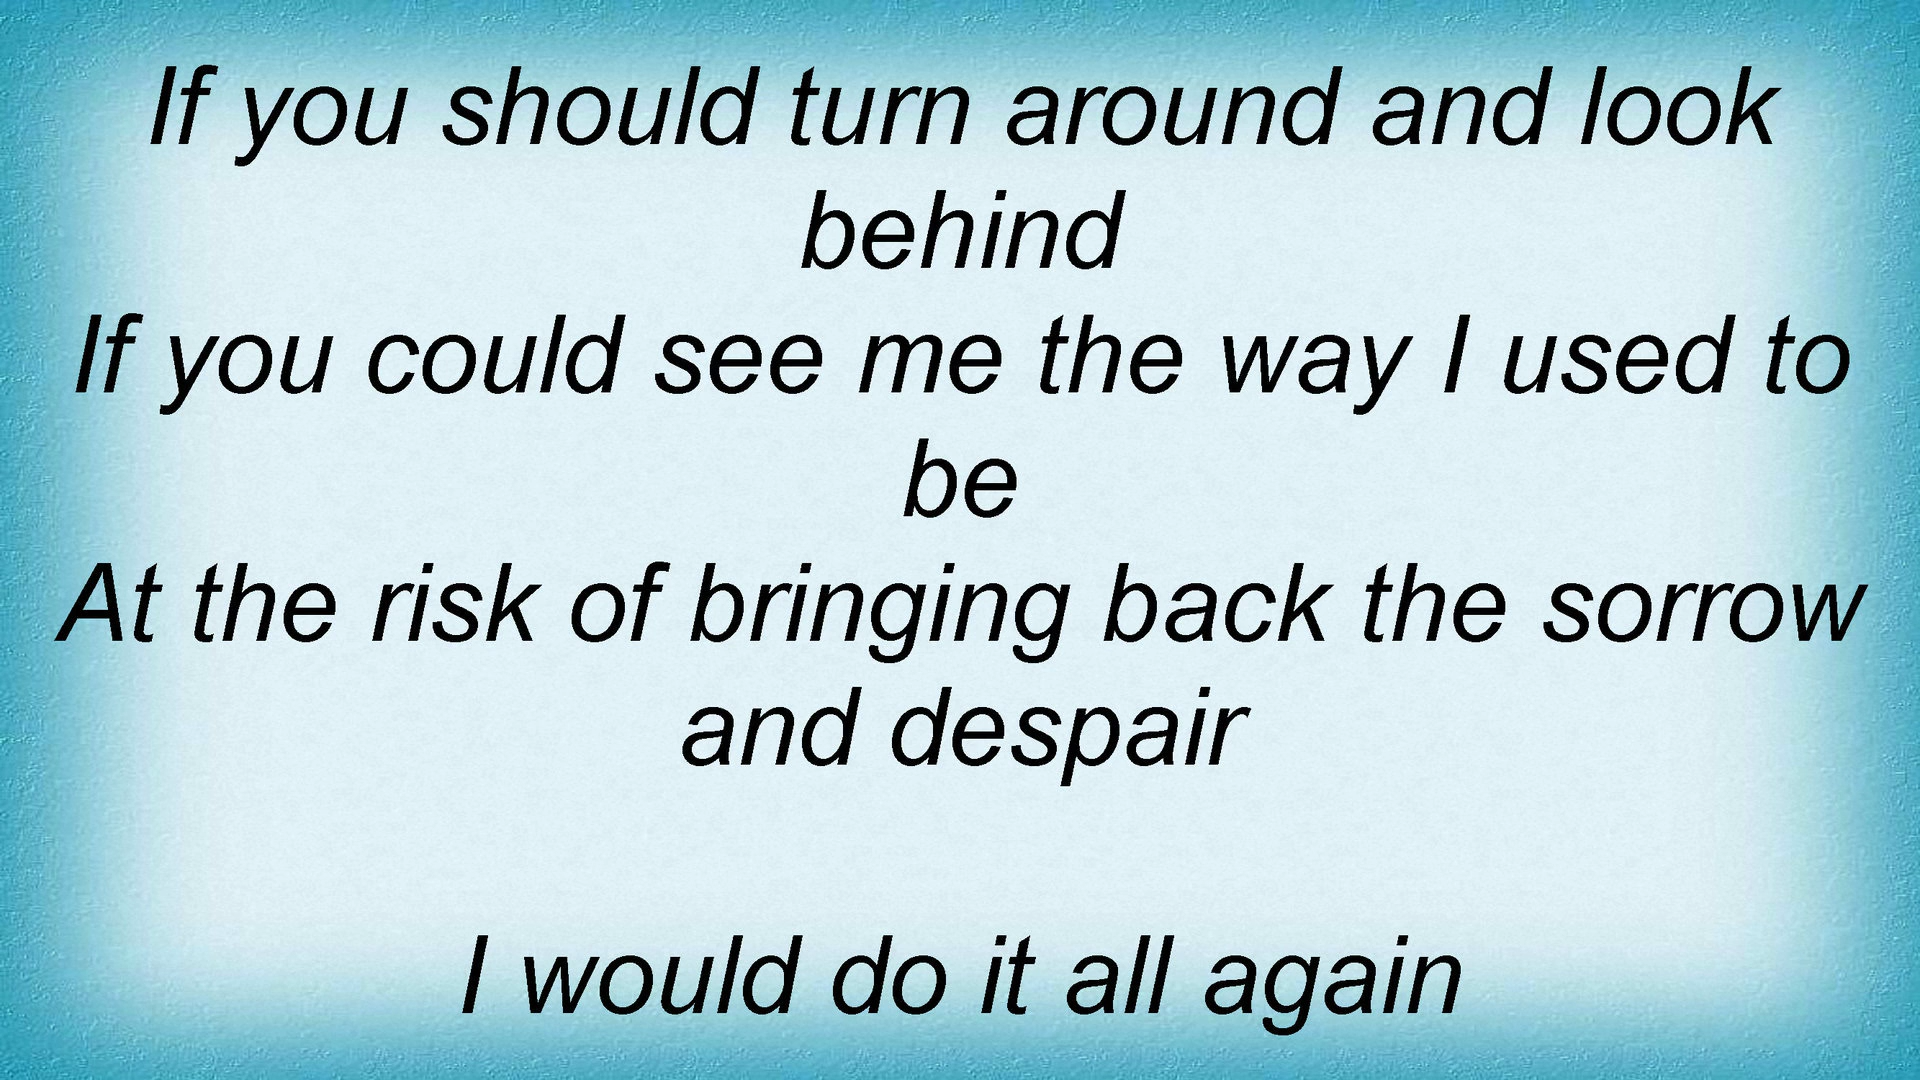 If you should turn around and look
behind
If you could see me the way I used to
be
At the risk of bringing back the sorrow
and despair
I would do it all again